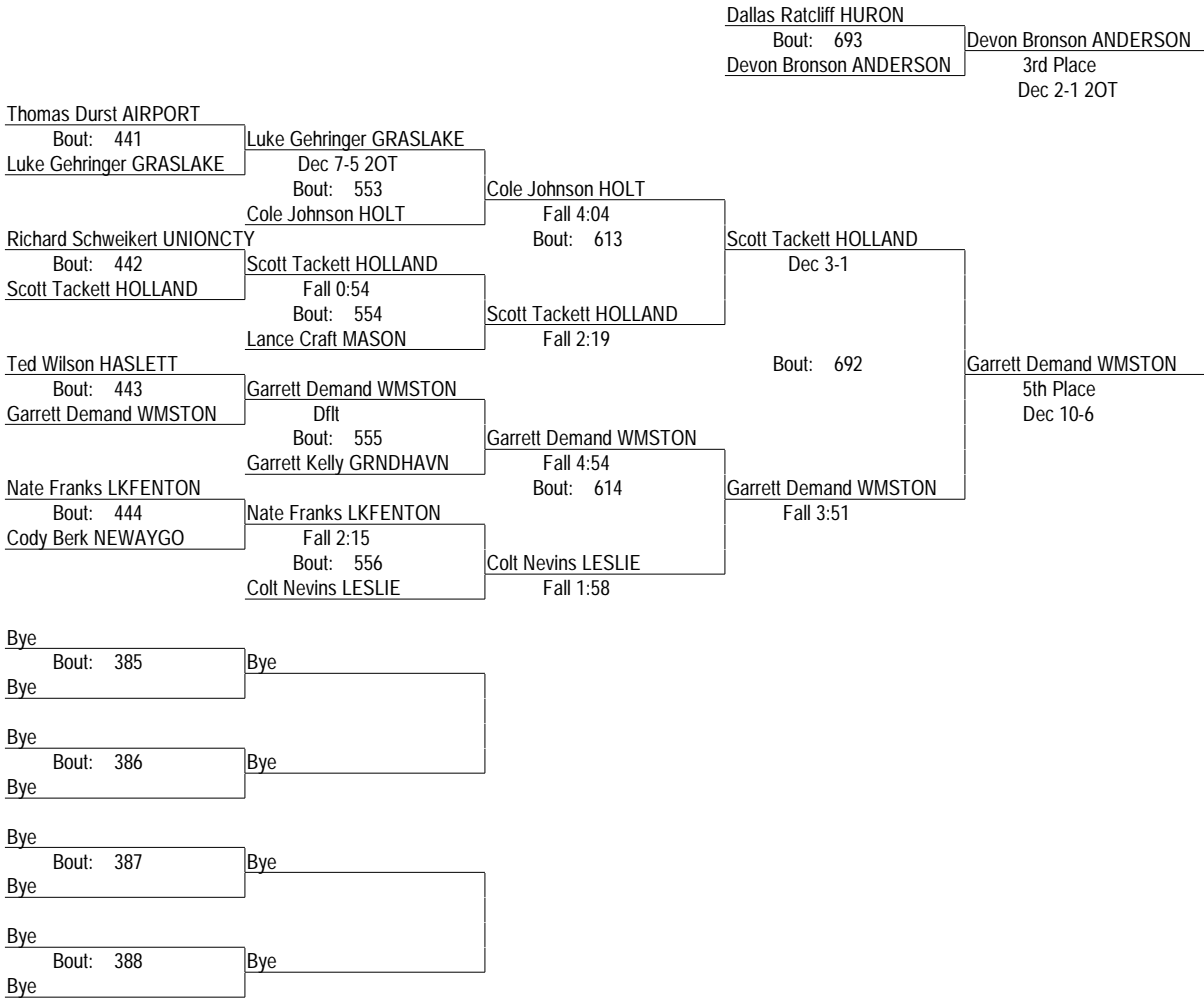 Dallas Ratcliff HURON
Bout: 693
Devon Bronson ANDERSON
Devon Bronson ANDERSON
3rd Place
Dec 2-1 2OT
Thomas Durst AIRPORT
Bout: 441
Luke Gehringer GRASLAKE
Luke Gehringer GRASLAKE
Dec 7-5 2OT
Bout: 553
Cole Johnson HOLT
Cole Johnson HOLT
Fall 4:04
Bout: 613
Richard Schweikert UNIONCTY
Bout: 442
Scott Tackett HOLLAND
Scott Tackett HOLLAND
Fall 0:54
Bout: 554
Lance Craft MASON
Scott Tackett HOLLAND
Fall 2:19
Scott Tackett HOLLAND
Dec 3-1
Bout: 692
Ted Wilson HASLETT
Bout: 443
Garrett Demand WMSTON
Garrett Demand WMSTON
Dflt
Bout: 555
Garrett Kelly GRNDHAVN
Garrett Demand WMSTON
Fall 4:54
Bout: 614
Nate Franks LKFENTON
Bout: 444
Cody Berk NEWAYGO
Nate Franks LKFENTON
Fall 2:15
Bout: 556
Colt Nevins LESLIE
Colt Nevins LESLIE
Fall 1:58
Garrett Demand WMSTON
Fall 3:51
Garrett Demand WMSTON
5th Place
Dec 10-6
Bye
Bout: 385
Bye
Bye
Bye
Bout: 386
Bye
Bye
Bye
Bout: 387
Bye
Bye
Bye
Bout: 388
Bye
Bye